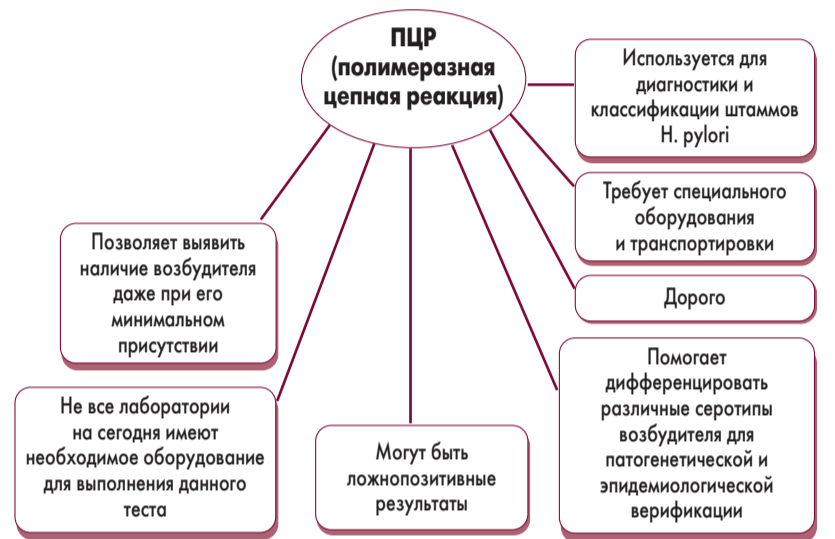 ПЦР
(полимеразная
цепная реакция)
Используется для
диагностики и
классификации штаммов
H. pylori
Требует специального
оборудования
и транспортировки
Дорого
Помогает
дифференцировать
различные серотипы
возбудителя для
патогенетической и
эпидемиологической
верификации
Могут быть
ложнопозитивные
результаты
Позволяет выявить
наличие возбудителя
даже при его
минимальном
присутствии
Не все лаборатории
на сегодня имеют
необходимое оборудование
для выполнения данного
теста